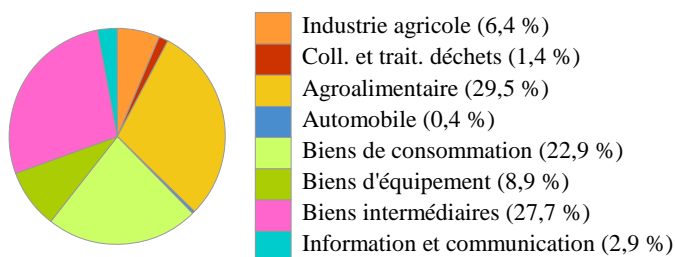 Industrie agricole (6,4 %)
Coll. et trait. déchets (1,4 %)
Agroalimentaire (29,5 %)
Automobile (0,4 %)
Biens de consommation (22,9 %)
Biens d'équipement (8,9 %)
Biens intermédiaires (27,7 %)
Information et communication (2,9 %)